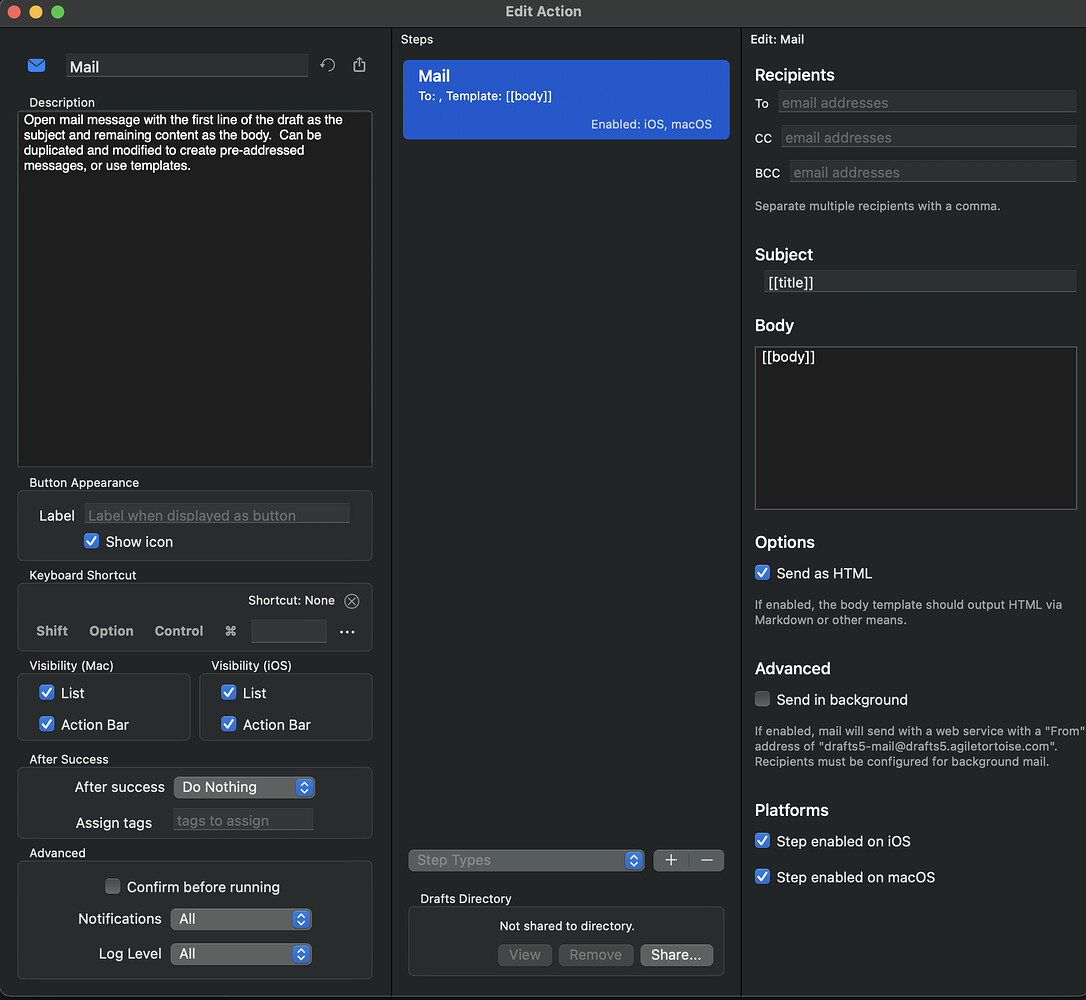 Edit Action
Mail
Description
Open mail message with the first line of the draft as the
subject and remaining content as the body.  Can be
duplicated and modified to create pre-addressed
messages, or use templates.
Button Appearance
Label
Label when displayed as button
Show icon
Keyboard Shortcut
Shortcut: None
Shift
Option
Control
⌘
Visibility (Mac)
List
Action Bar
Visibility (iOS)
List
Action Bar
After Success
After success
Do Nothing
Assign tags
tags to assign
Advanced
Confirm before running
Notifications
All
Log Level
All
Steps
Mail
To: , Template: [[body]]
Enabled: iOS, macOS
Step Types
Drafts Directory
Not shared to directory.
View
Remove
Share...
Edit: Mail
Recipients
To
email addresses
CC
email addresses
BCC
email addresses
Separate multiple recipients with a comma.
Subject
[[title]]
Body
[[body]]
Options
Send as HTML
If enabled, the body template should output HTML via
Markdown or other means.
Advanced
Send in background
If enabled, mail will send with a web service with a "From"
address of "drafts5-mail@drafts5.agiletortoise.com".
Recipients must be configured for background mail.
Platforms
Step enabled on iOS
Step enabled on macOS